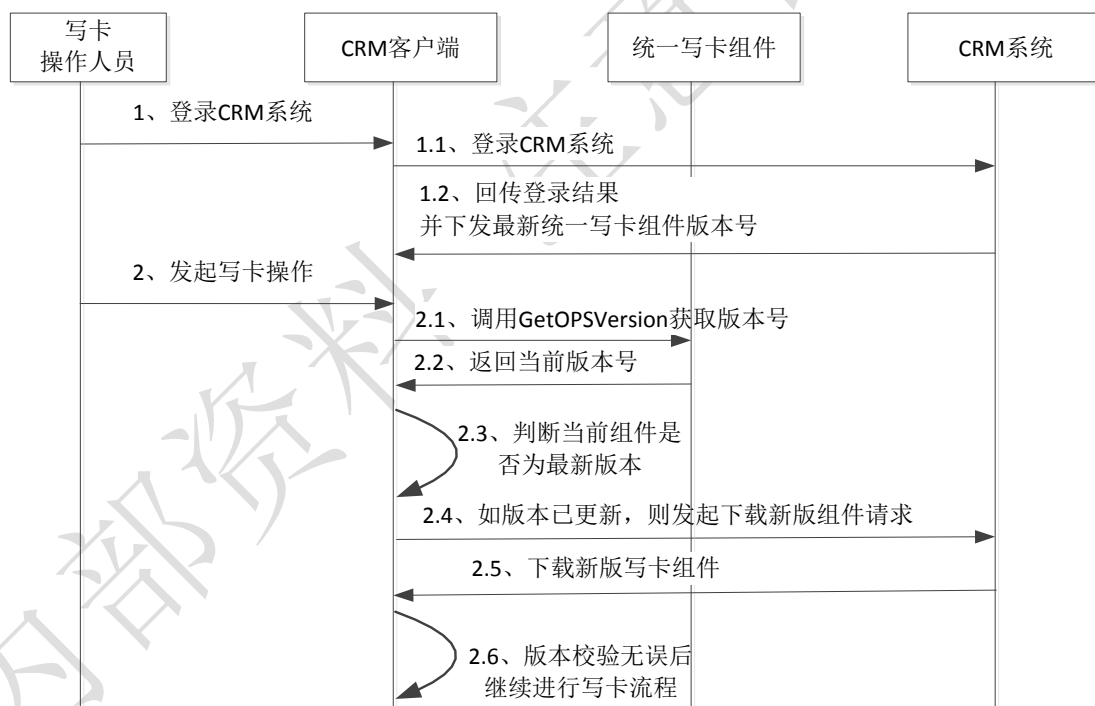 写卡
操作人员
CRM客户端
统一写卡组件
CRM系统
1、登录CRM系统
1.1、登录CRM系统
1.2、回传登录结果
并下发最新统一写卡组件版本号
2、发起写卡操作
2.1、调用GetOPSVersion获取版本号
2.2、返回当前版本号
2.3、判断当前组件是
否为最新版本
2.4、如版本已更新，则发起下载新版组件请求
2.5、下载新版写卡组件
2.6、版本校验无误后
继续进行写卡流程
内部资料